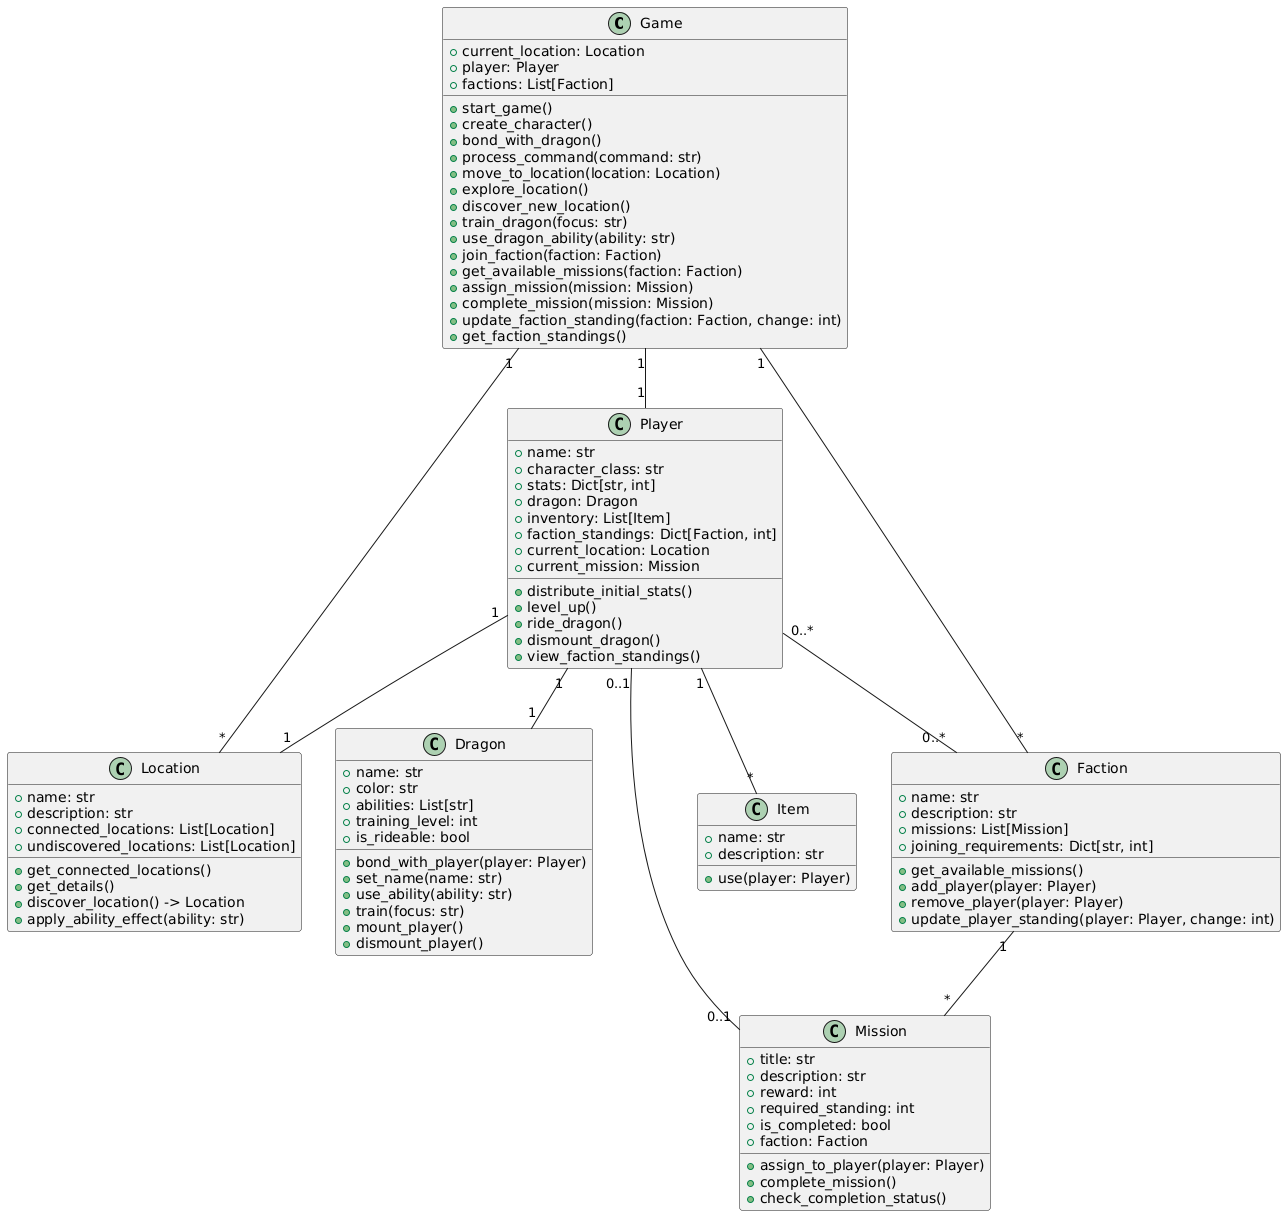 C Game
current_location: Location
player: Player
factions: List[Faction]
start_game()
create_character()
bond_with_dragon()
process_command(command: str)
move_to_location(location: Location)
explore_location()
discover_new_location()
train_dragon(focus: str)
use_dragon_ability(ability: str)
join_faction(faction: Faction)
get_available_missions(faction: Faction)
assign_mission(mission: Mission)
complete_mission(mission: Mission)
update_faction_standing(faction: Faction, change: int)
get_faction_standings()
1 1 1
1
C Player
name: str
character_class: str
stats: Dict[str, int]
dragon: Dragon
inventory: List[Item]
faction_standings: Dict[Faction, int]
current_location: Location
current_mission: Mission
distribute_initial_stats()
level_up()
ride_dragon()
dismount_dragon()
view_faction_standings()
1 0..*
1 0..1 1
1
* 1 0..* *
C Location
name: str
description: str
connected_locations: List[Location]
undiscovered_locations: List[Location]
get_connected_locations()
get_details()
discover_location() -> Location
apply_ability_effect(ability: str)
C Dragon
name: str
color: str
abilities: List[str]
training_level: int
is_rideable: bool
bond_with_player(player: Player)
set_name(name: str)
use_ability(ability: str)
train(focus: str)
mount_player()
dismount_player()
*
C Item
name: str
description: str
use(player: Player)
C Faction
name: str
description: str
missions: List[Mission]
joining_requirements: Dict[str, int]
get_available_missions()
add_player(player: Player)
remove_player(player: Player)
update_player_standing(player: Player, change: int)
1
*
0..1
C Mission
title: str
description: str
reward: int
required_standing: int
is_completed: bool
faction: Faction
assign_to_player(player: Player)
complete_mission()
check_completion_status()